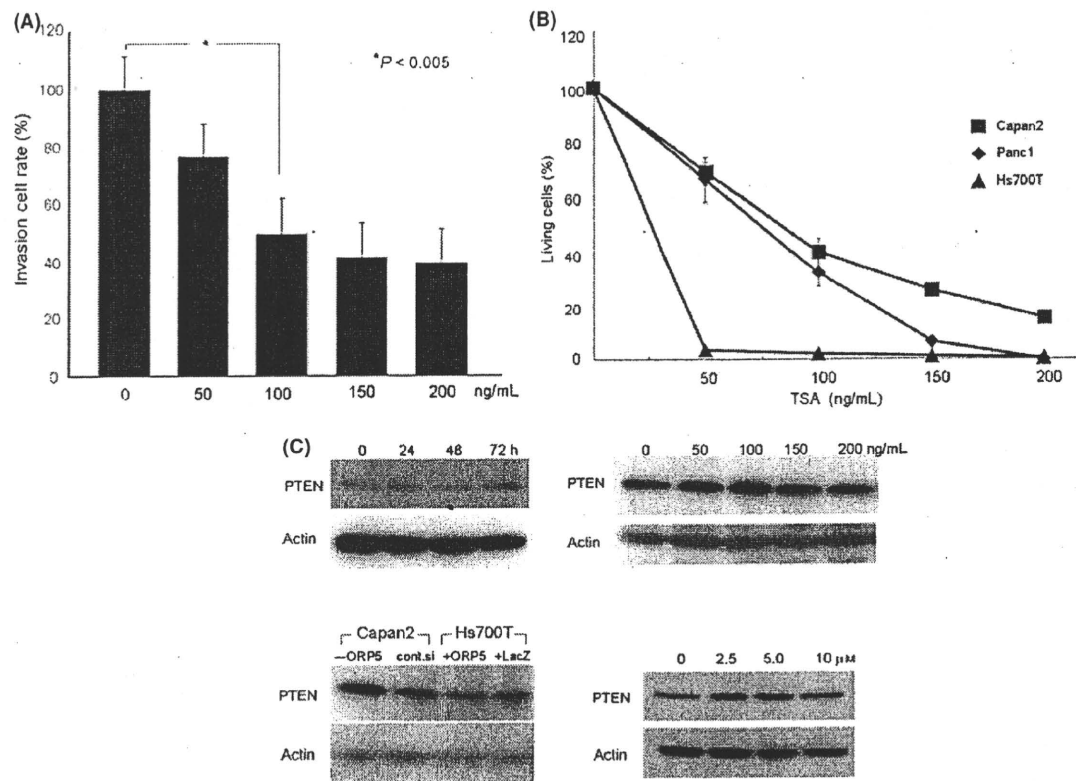 (A)
120
100
80
60
40
20
0
Invasion cell rate (%)
*
*P < 0.005
0 50 100 150 200 ng/mL
(B)
120
100
80
60
40
20
0
Living cells (%)
Capan2
Panc1
Hs700T
50 100 150 200
TSA (ng/mL)
(C)
0 24 48 72 h
PTEN
Actin
0 50 100 150 200 ng/mL
PTEN
Actin
Capan2 Hs700T
—ORP5 cont.si +ORP5 +LacZ
PTEN
Actin
0 2.5 5.0 10 μM
PTEN
Actin